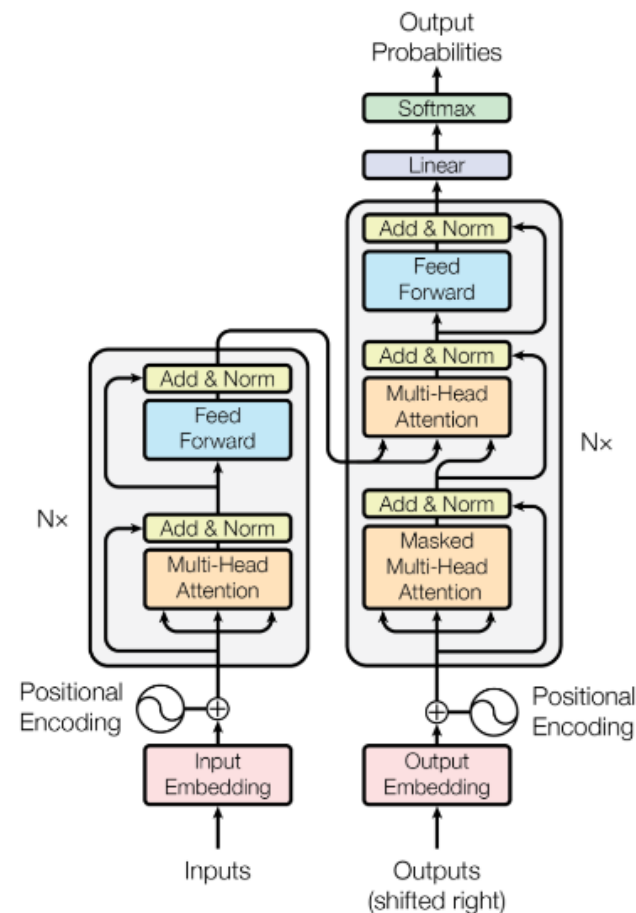 Output
Probabilities
Softmax
Linear
Add & Norm
Feed
Forward
Add & Norm
Multi-Head
Attention
Add & Norm
Masked
Multi-Head
Attention
Nx
Add & Norm
Feed
Forward
Add & Norm
Multi-Head
Attention
Nx
Positional
Encoding
Positional
Encoding
Input
Embedding
Output
Embedding
Inputs
Outputs
(shifted right)